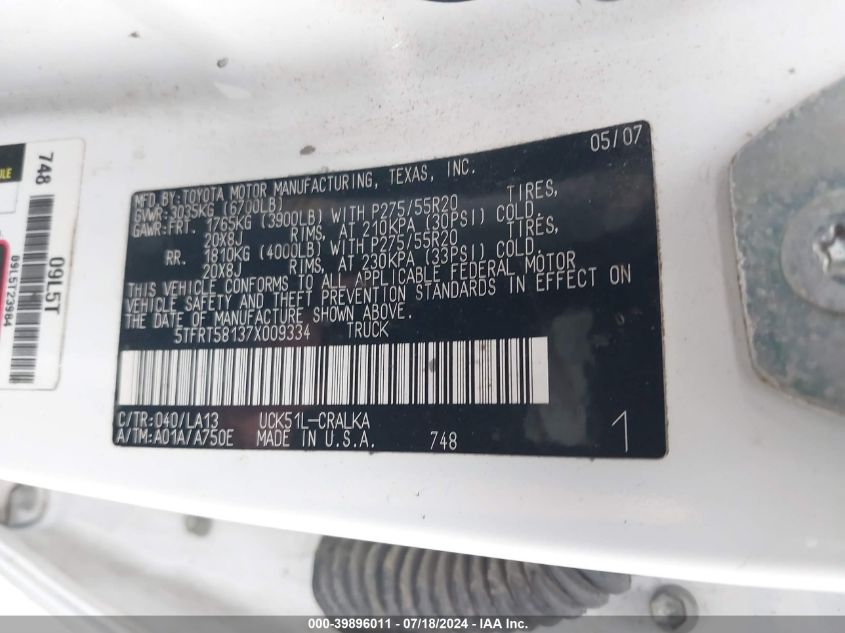 05/07
MFD.BY:TOYOTA MOTOR MANUFACTURING, TEXAS, INC.
GVWR:3035KG (6700LB)
GAWR:FRT. 1765KG (3900LB) WITH P275/55R20 TIRES,
20X8J RIMS, AT 210KPA (30PSI) COLD.
RR. 1810KG (4000LB) WITH P275/55R20 TIRES,
20X8J RIMS, AT 230KPA (33PSI) COLD.
THIS VEHICLE CONFORMS TO ALL APPLICABLE FEDERAL MOTOR
VEHICLE SAFETY AND THEFT PREVENTION STANDARDS IN EFFECT ON
THE DATE OF MANUFACTURE SHOWN ABOVE.
5TFRT58137X009334 TRUCK
C/TR:040/LA13 UCK51L-CRALKA
A/TM:A01A/A750E MADE IN U.S.A. 748 1
748
09L5T
09L5T23984
000-39896011 - 07/18/2024 - IAA Inc.